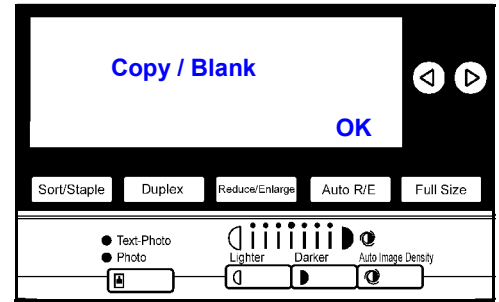 Copy / Blank
OK
Sort/Staple Duplex Reduce/Enlarge Auto R/E Full Size
Text-Photo
Photo
Lighter Darker Auto Image Density